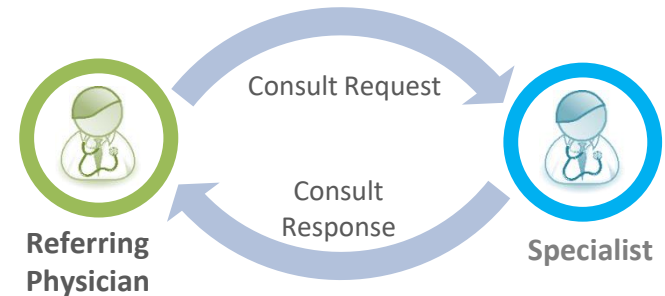 Consult Request
Consult
Response
Referring
Physician
Specialist